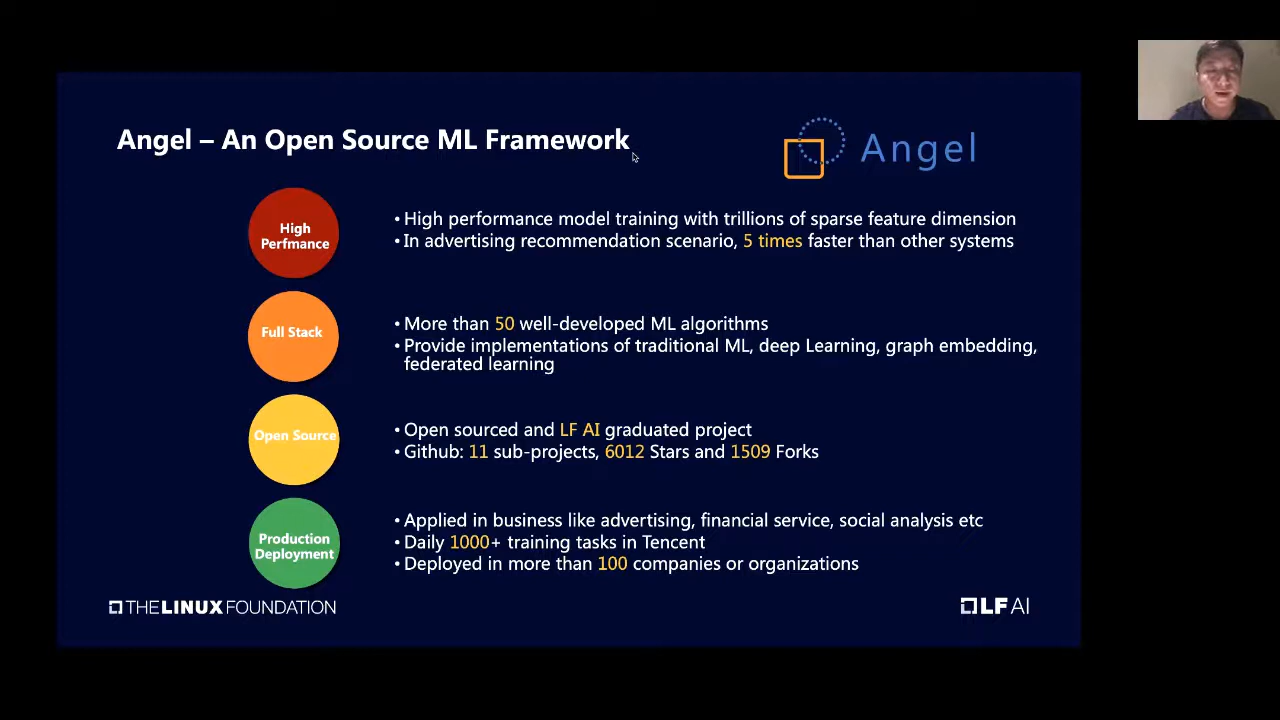 Angel – An Open Source ML Framework
Angel
High
Perfmance
• High performance model training with trillions of sparse feature dimension
• In advertising recommendation scenario, 5 times faster than other systems
Full Stack
• More than 50 well-developed ML algorithms
• Provide implementations of traditional ML, deep Learning, graph embedding,
federated learning
Open Source
• Open sourced and LF AI graduated project
• Github: 11 sub-projects, 6012 Stars and 1509 Forks
Production
Deployment
• Applied in business like advertising, financial service, social analysis etc
• Daily 1000+ training tasks in Tencent
• Deployed in more than 100 companies or organizations
THE LINUX FOUNDATION
LF AI